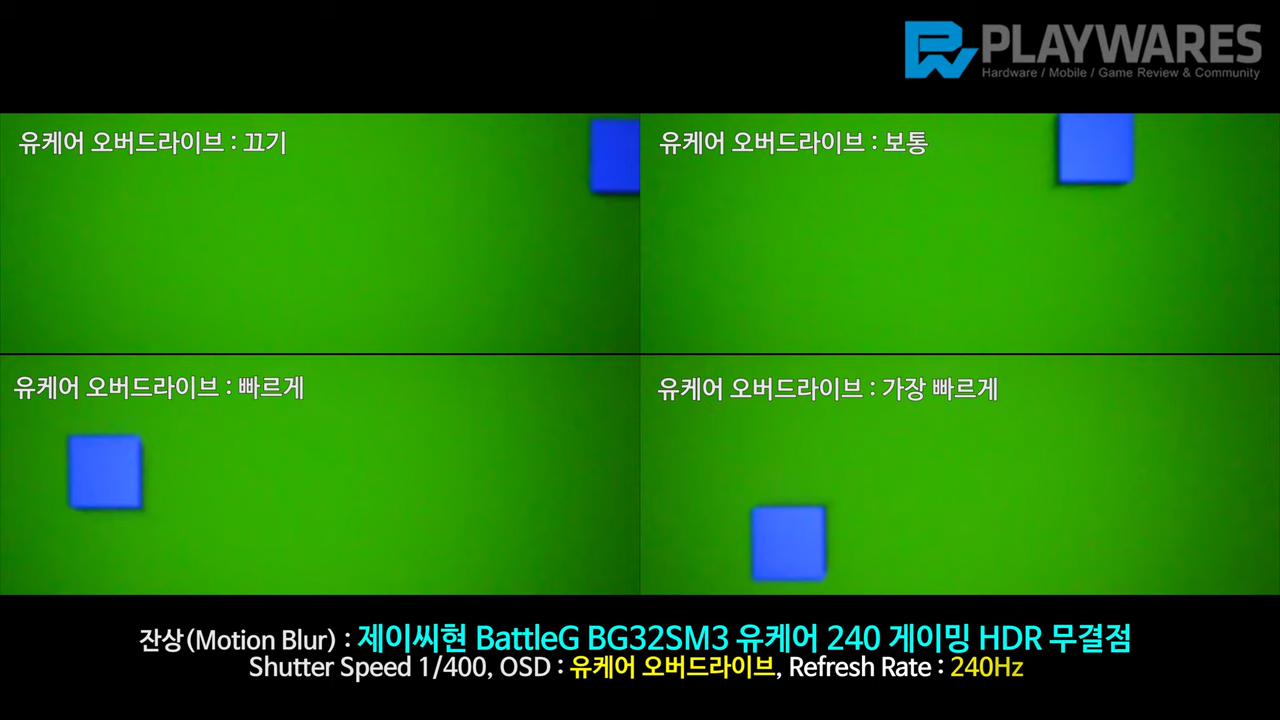 PLAYWARES
Hardware / Mobile / Game Review & Community
유케어 오버드라이브 : 끄기
유케어 오버드라이브 : 보통
유케어 오버드라이브 : 빠르게
유케어 오버드라이브 : 가장 빠르게
잔상(Motion Blur) : 제이씨현 BattleG BG32SM3 유케어 240 게이밍 HDR 무결점
Shutter Speed 1/400, OSD : 유케어 오버드라이브, Refresh Rate : 240Hz